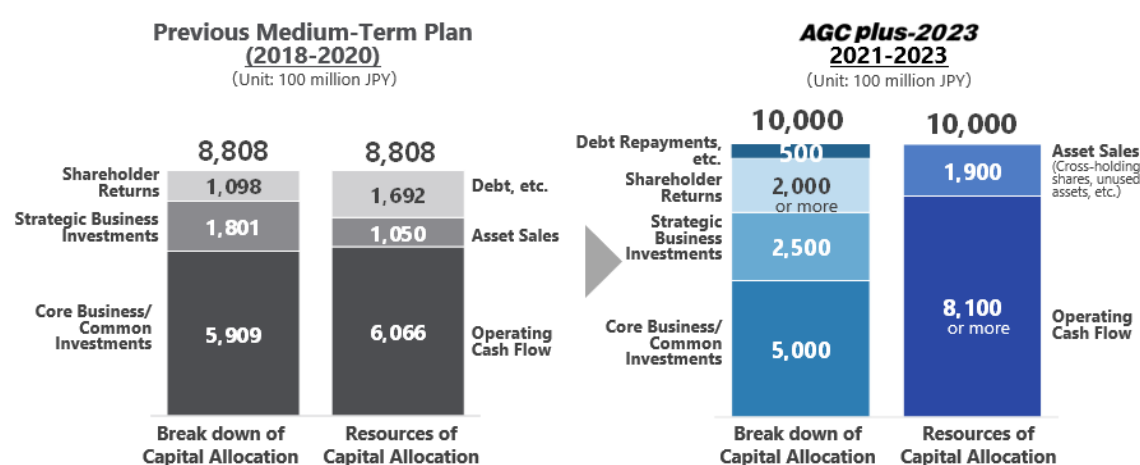 Previous Medium-Term Plan
(2018-2020)
(Unit: 100 million JPY)
8,808
8,808
Shareholder
Returns
1,098
1,692
Debt, etc.
Strategic Business
Investments
1,801
1,050
Asset Sales
Core Business/
Common
Investments
5,909
6,066
Operating
Cash Flow
Break down of
Capital Allocation
Resources of
Capital Allocation
AGC plus-2023
2021-2023
(Unit: 100 million JPY)
10,000
10,000
Debt Repayments,
etc.
500
Shareholder
Returns
2,000
or more
Strategic
Business
Investments
2,500
Core Business/
Common
Investments
5,000
1,900
Asset Sales
(Cross-holding
shares, unused
assets, etc.)
8,100
or more
Operating
Cash Flow
Break down of
Capital Allocation
Resources of
Capital Allocation